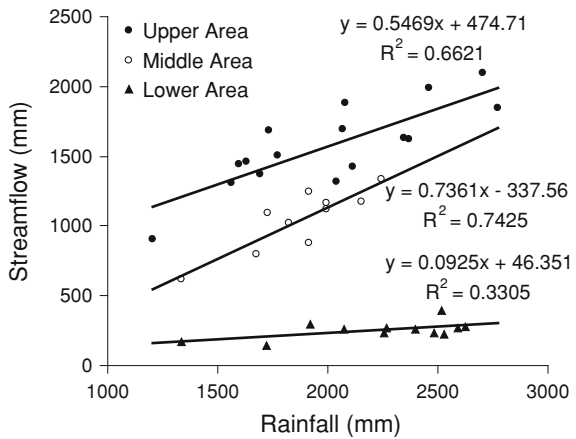 2500
2000
1500
1000
500
0
1000
1500
2000
2500
3000
Streamflow (mm)
Rainfall (mm)
Upper Area
Middle Area
Lower Area
y = 0.5469x + 474.71
R² = 0.6621
y = 0.7361x - 337.56
R² = 0.7425
y = 0.0925x + 46.351
R² = 0.3305